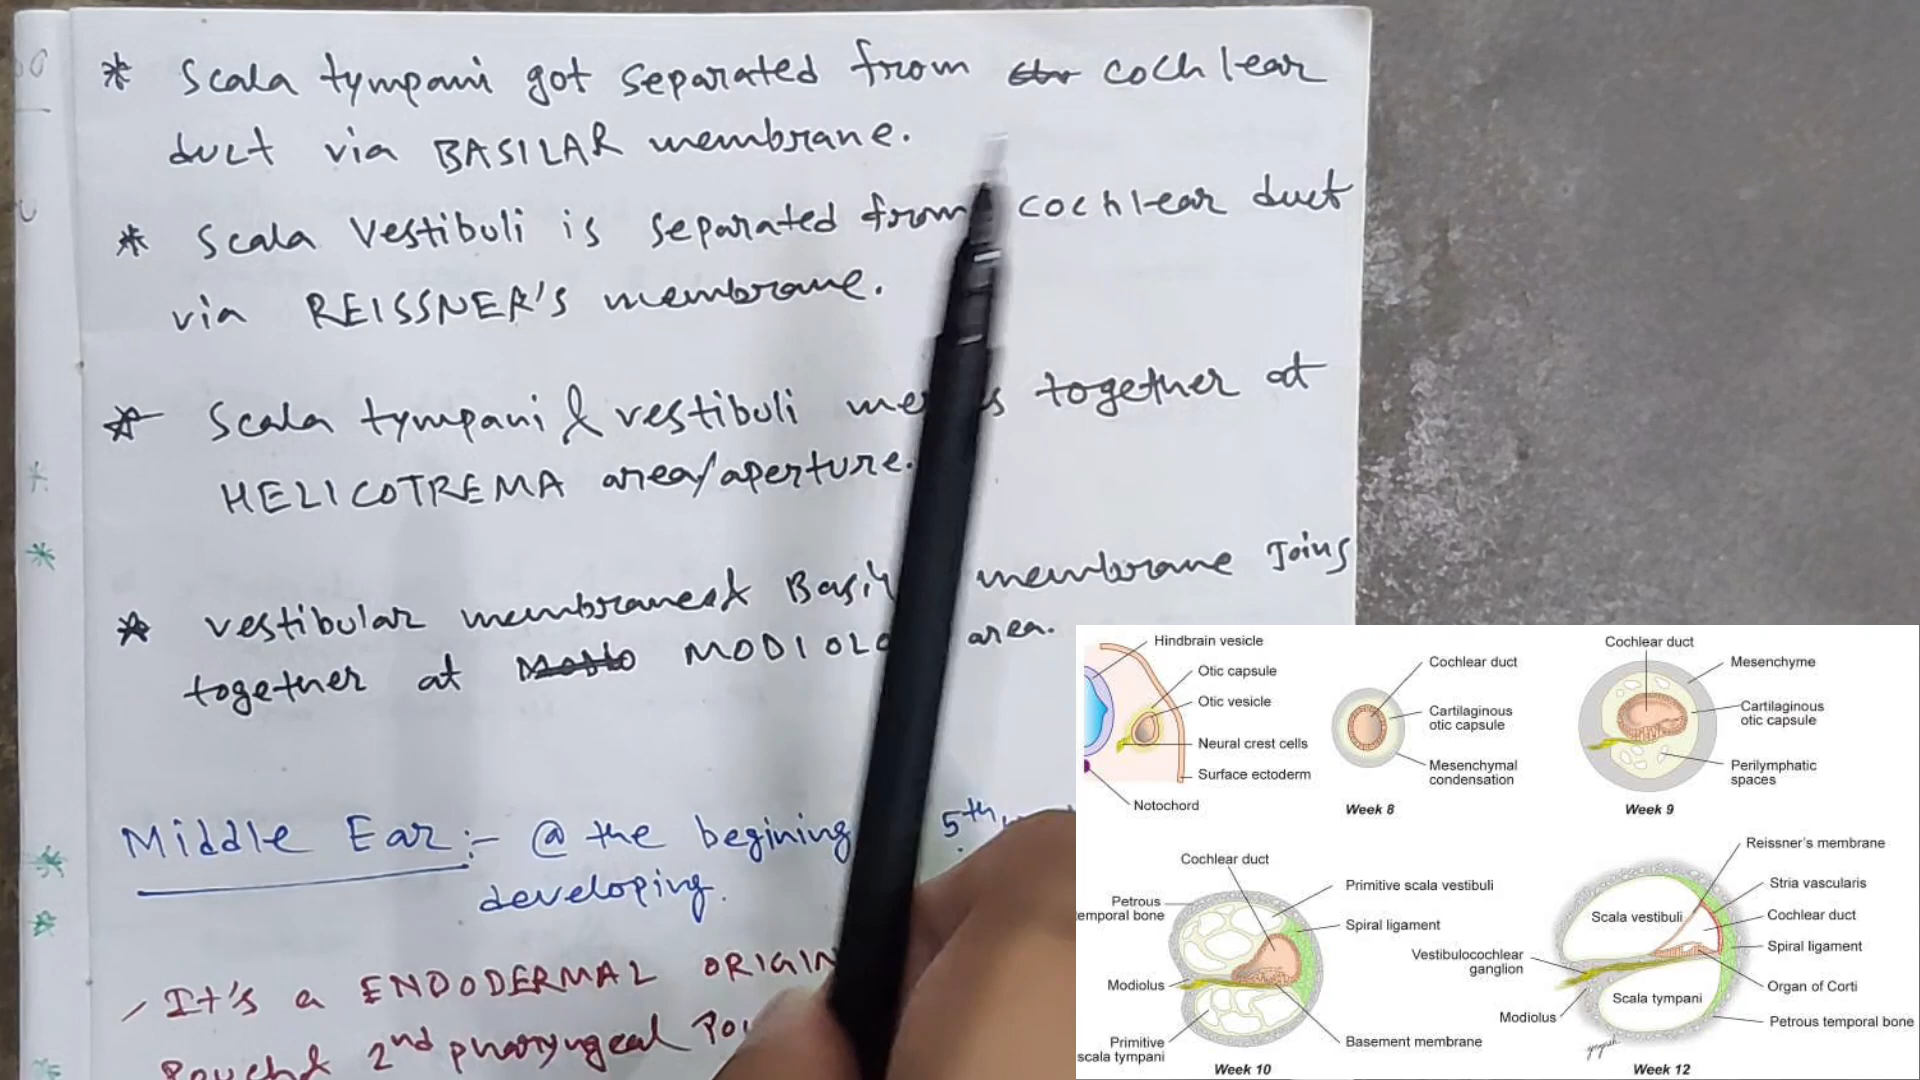 * Scala tympani got separated from cochlear
duct via BASILAR membrane.
* Scala Vestibuli is separated from cochlear duct
via REISSNER'S membrane.
* Scala tympani & vestibuli together at
HELICOTREMA area/aperture.
* vestibular membrane & membrane Joins
together at area.
Middle Ear :- @ the begining 5th
developing.
It's a ENDODERMAL ORIGIN
2nd pharyngeal
Hindbrain vesicle
Otic capsule
Otic vesicle
Neural crest cells
Surface ectoderm
Notochord
Cochlear duct
Cartilaginous
otic capsule
Mesenchymal
condensation
Week 8
Cochlear duct
Mesenchyme
Cartilaginous
otic capsule
Perilymphatic
spaces
Week 9
Cochlear duct
Primitive scala vestibuli
Petrous
temporal bone
Spiral ligament
Modiolus
Primitive
scala tympani
Basement membrane
Week 10
Reissner's membrane
Stria vascularis
Scala vestibuli
Cochlear duct
Spiral ligament
Vestibulocochlear
ganglion
Organ of Corti
Scala tympani
Modiolus
Petrous temporal bone
Week 12